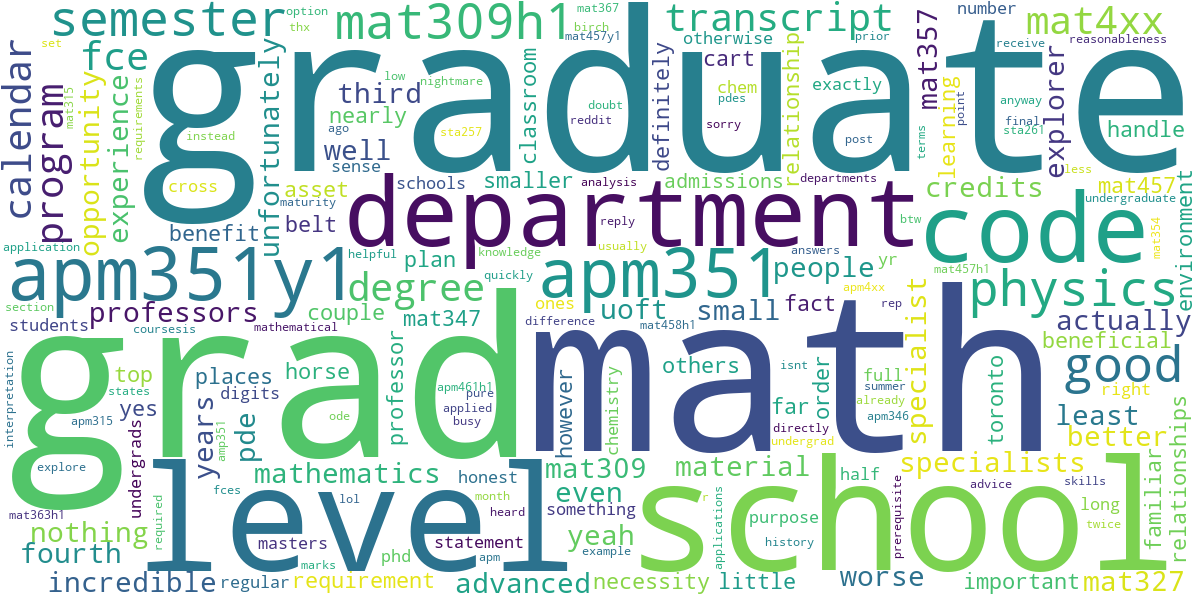 semester
option
thx
mat309h1
mat367
birch
mat457y1
transcript
number
mat4xx
set
fce
graduate
otherwise
prior
receive
reasonableness
calendar
program
mat315
opportunity
requirements
experience
unfortunately
third
nearly
well
sense
low
nightmare
ago
instead
sta257
classroom
doubt
reddit
definitely
cart
chem
pdes
sorry
relationship
exactly
post
mat357
terms
learning
point
explorer
anyway
final
sta261
handle
cross
asset
schools
smaller
analysis
admissions
departments
credits
mat457
less
undergraduate
maturity
belt
benefit
department
reply
btw
code
mat354
environment
application
helpful
plan
knowledge
usually
answers
quickly
apm351y1
apm351
people
yr
mat457h1
physics
section
degree
uoft
apm4xx
professors
couple
mat347
ones
small
fact
rep
specialist
students
coursesis
mathematical
difference
mat458h1
actually
beneficial
interpretation
grad
math
top
places
horse
professor
others
isnt
order
full
summer
toronto
good
right
states
digits
apm461h1
pure
chemistry
already
yes
years
ode
applied
far
apm346
least
apm315
amp351
pde
busy
however
directly
undergrad
better
undergrads
explore
mathematics
honest
mat309
material
half
specialists
familiar
relationships
fces
lol
month
even
advice
skills
mat363h1
required
level
marks
r
heard
something
school
applications
purpose
prerequisite
long
nothing
twice
fourth
masters
phd
statement
yeah
example
history
apm
worse
incredible
regular
requirement
advanced
necessity
little
important
mat327